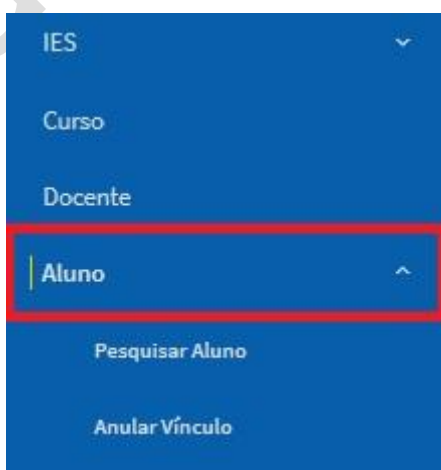 IES
Curso
Docente
Aluno
Pesquisar Aluno
Anular Vínculo